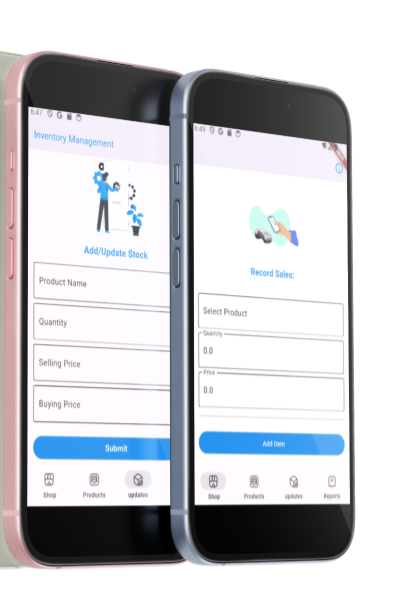 6:47
Inventory Management
Add/Update Stock
Product Name
Quantity
Selling Price
Buying Price
Submit
Shop
Products
updates
6:49
Record Sales:
Select Product
Quantity
0.0
Price
0.0
Add Item
Shop
Products
updates
Reports